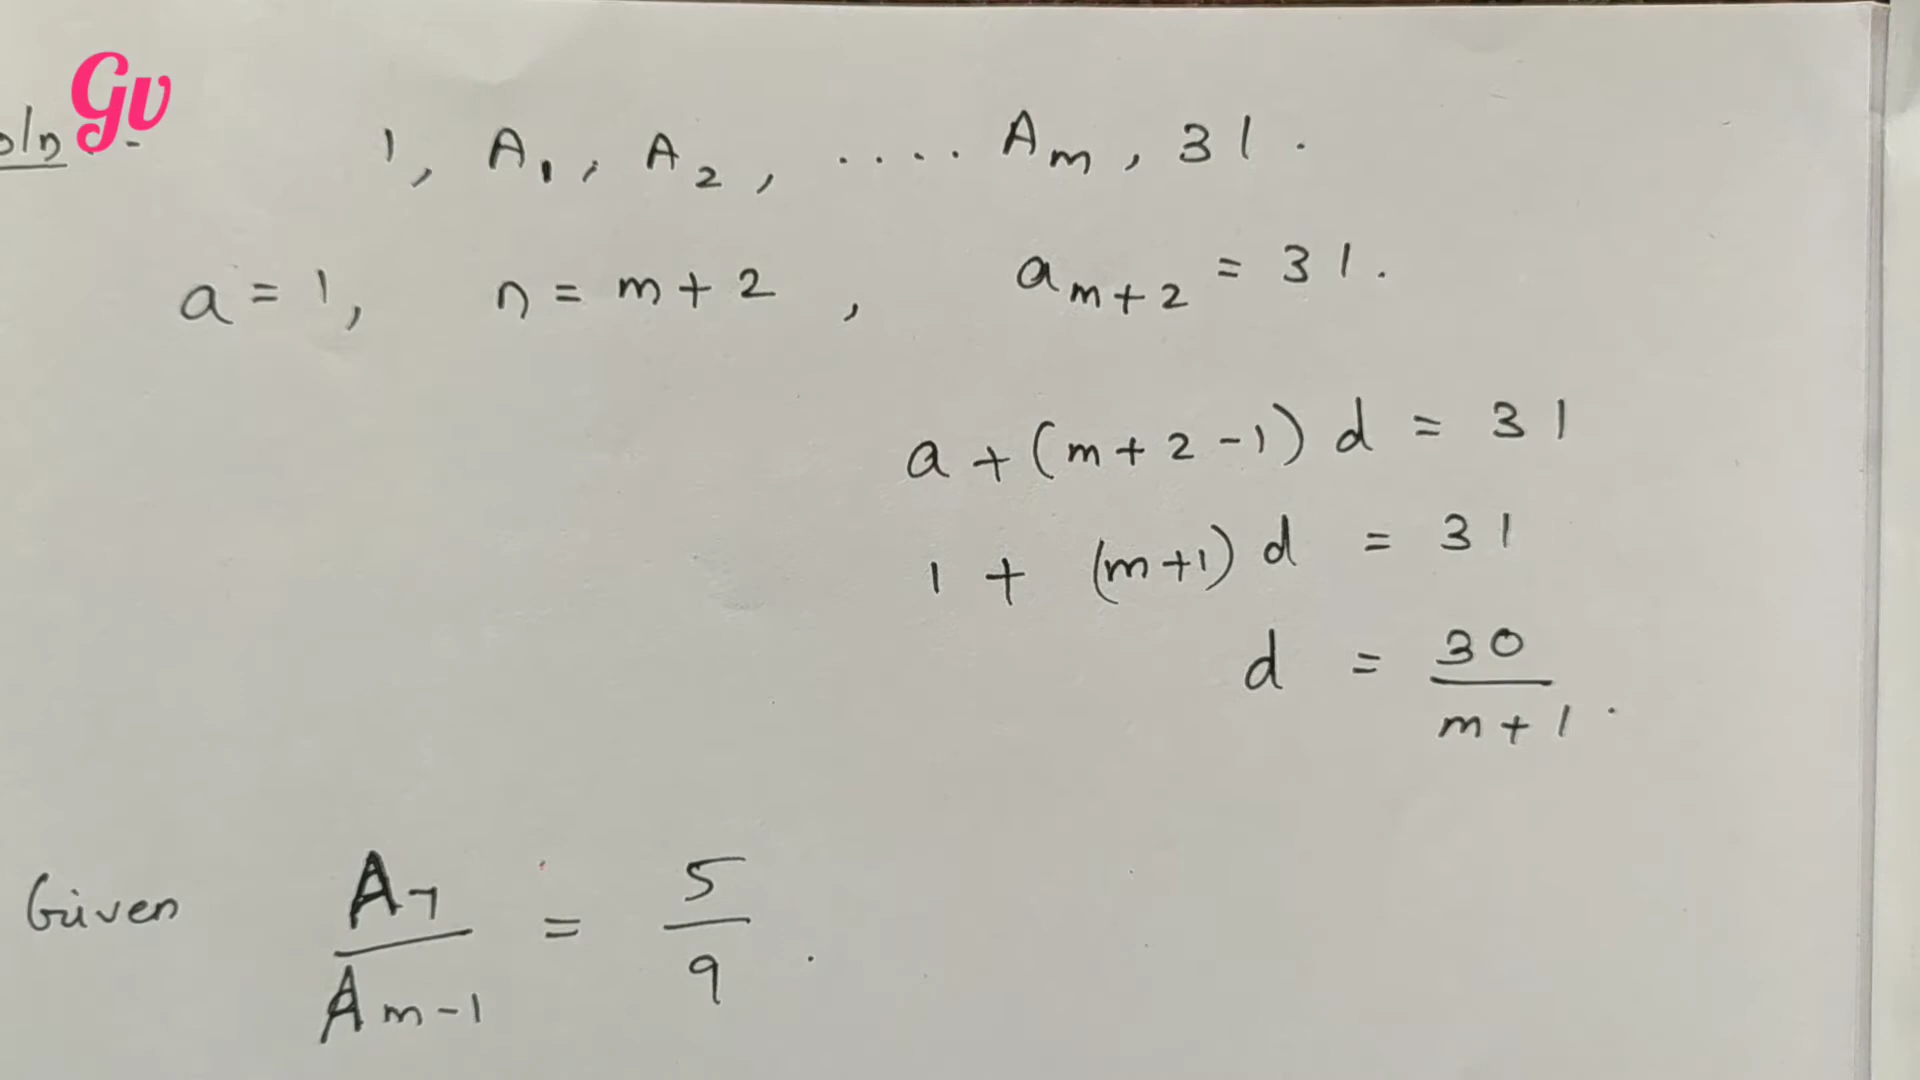 Gv
oln :-
1, A₁, A₂, .... Aₘ, 31.
a = 1, n = m + 2, aₘ₊₂ = 31.
a + (m + 2 - 1) d = 31
1 + (m+1) d = 31
d = 30/(m+1).
Given A₇/Aₘ₋₁ = 5/9.